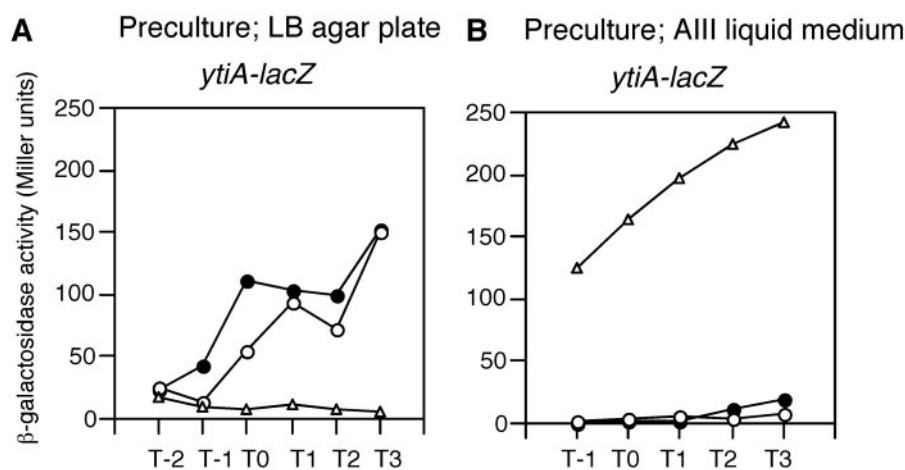 A Preculture; LB agar plate
ytiA-lacZ
β-galactosidase activity (Miller units)
250
200
150
100
50
0
T-2 T-1 T0 T1 T2 T3
B Preculture; AIII liquid medium
ytiA-lacZ
250
200
150
100
50
0
T-1 T0 T1 T2 T3